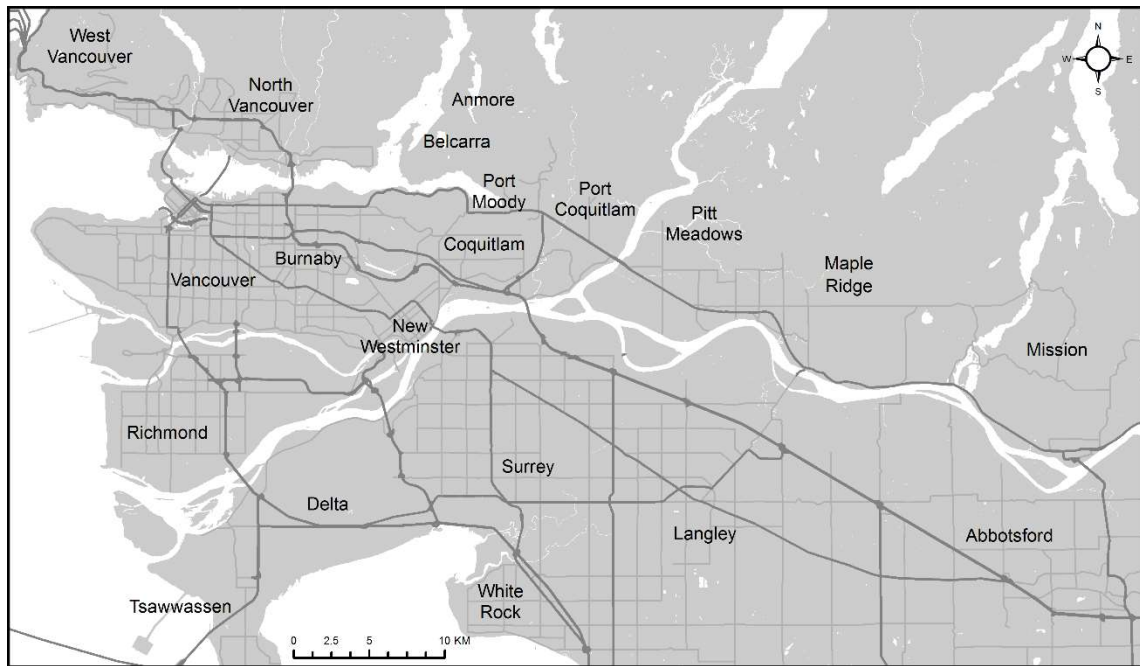 West
Vancouver
N
W
E
S
North
Vancouver
Anmore
Belcarra
Port
Moody
Port
Coquitlam
Pitt
Meadows
Coquitlam
Burnaby
Vancouver
Maple
Ridge
New
Westminster
Mission
Richmond
Surrey
Delta
Langley
Abbotsford
White
Rock
Tsawwassen
0 2.5 5 10 KM